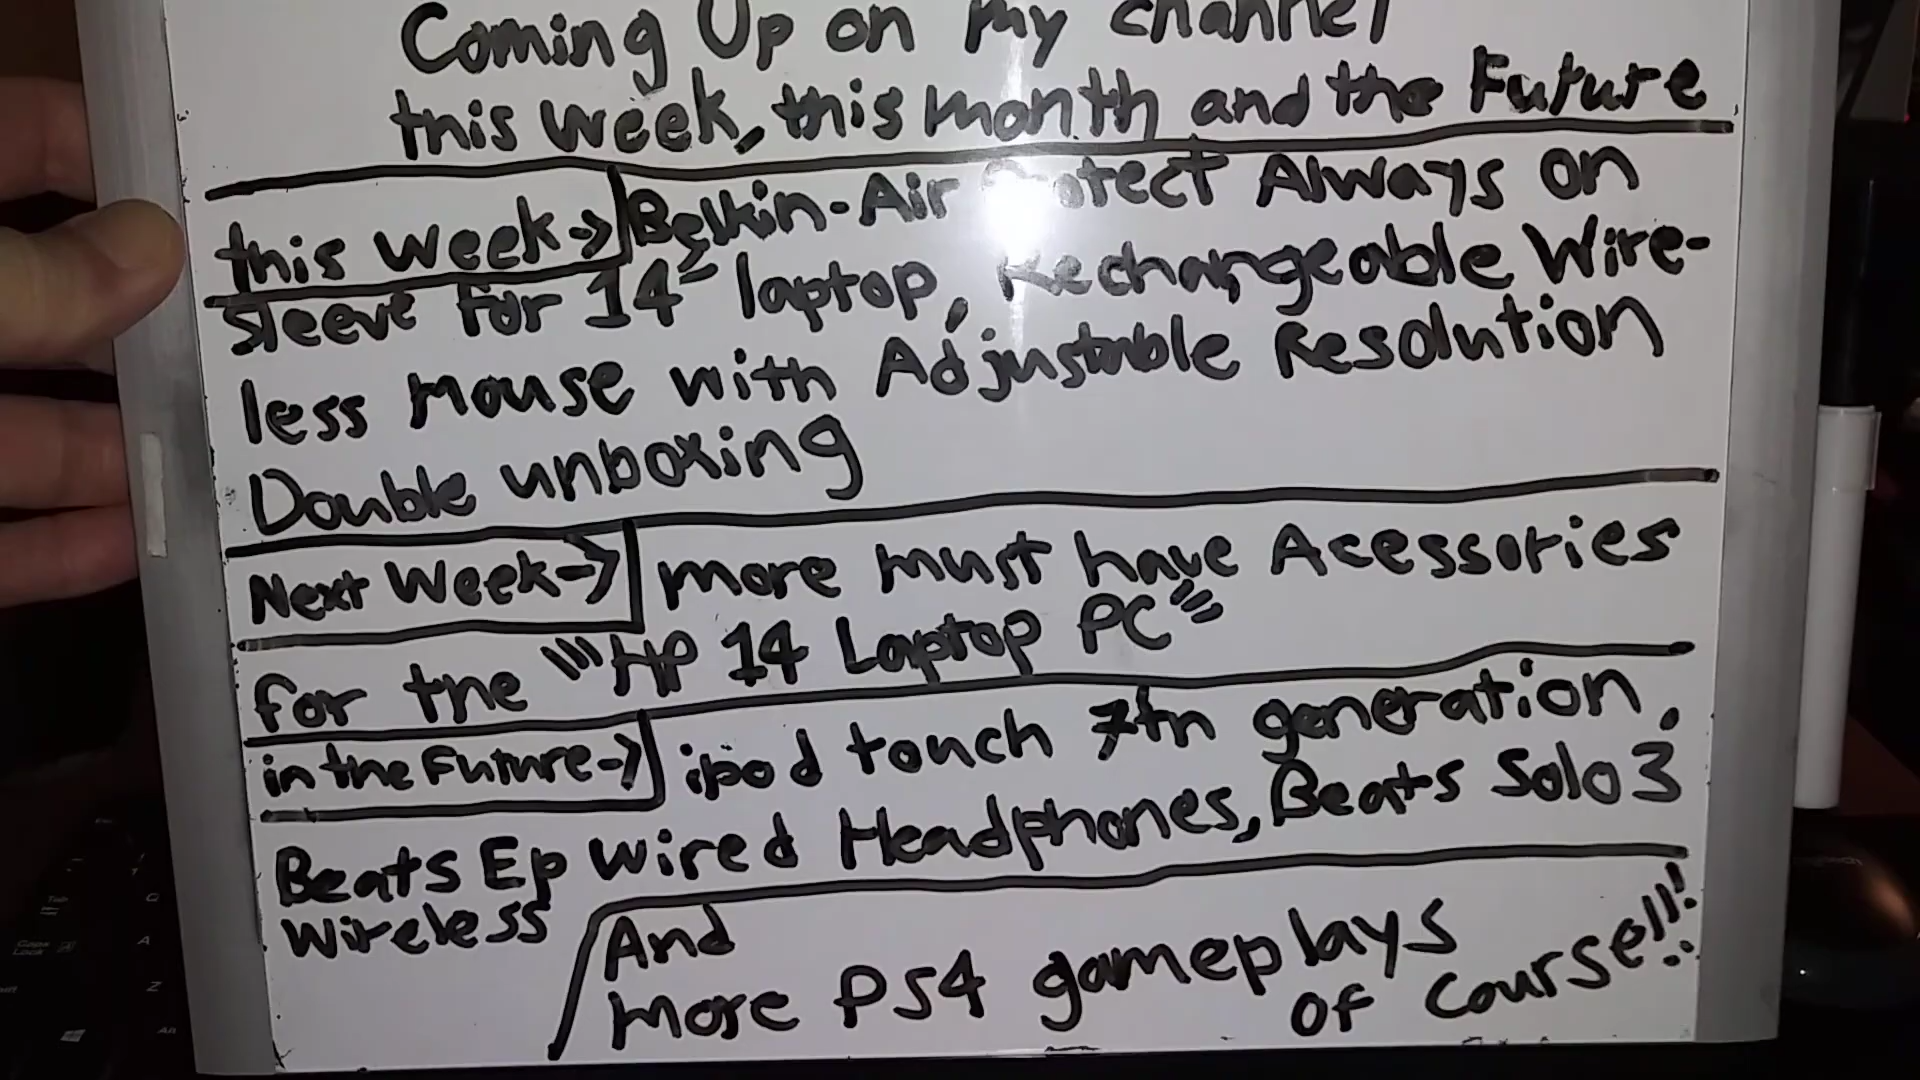 Coming Up on my channel
this week, this month and the Future
this week-> Belkin-Air Protect Always on
sleeve for 14" laptop, Rechargeable Wire-
less mouse with Adjustable Resolution
Double unboxing
Next Week-> more must have Acessories
for the "HP 14 Laptop PC"
in the Future-> ipod touch 7th generation,
Beats Ep wired Headphones, Beats Solo 3
Wireless
And
more PS4 gameplays
of course!!!